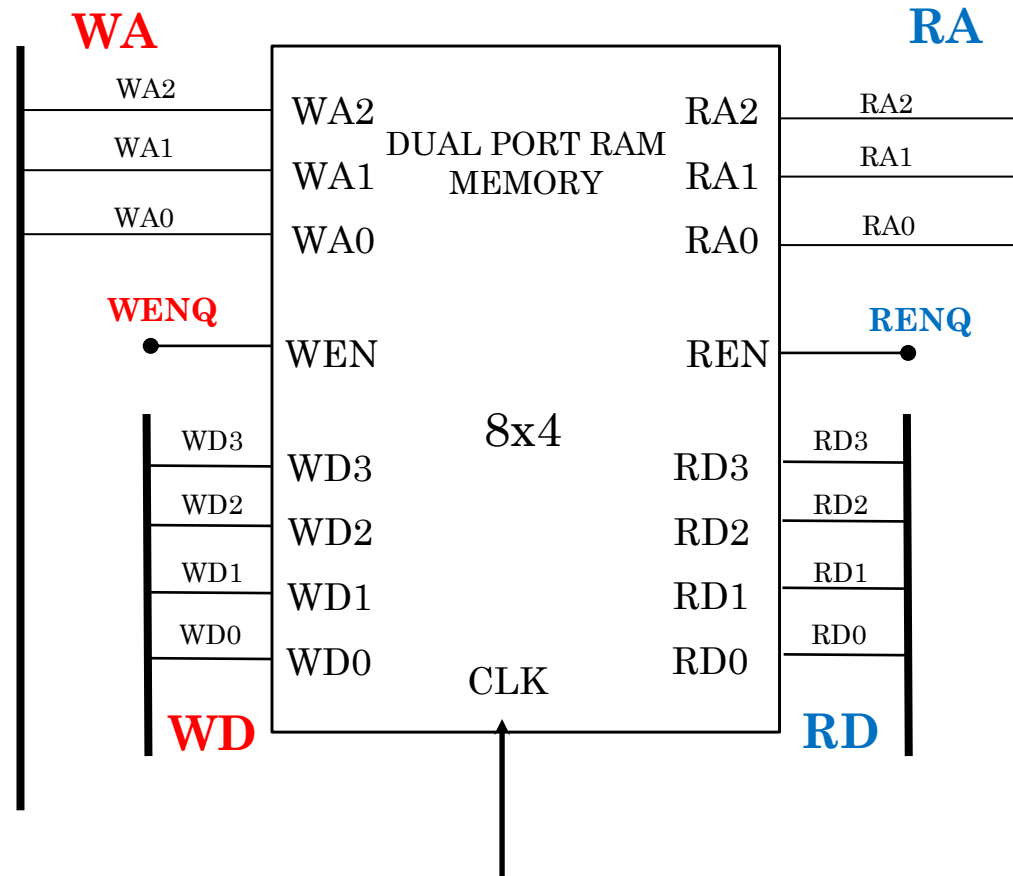 WA
RA
WA2
WA1
WA0
WENQ
WD3
WD2
WD1
WD0
WD
WA2
WA1
WA0
WEN
WD3
WD2
WD1
WD0
DUAL PORT RAM
MEMORY
8x4
CLK
RA2
RA1
RA0
REN
RD3
RD2
RD1
RD0
RA2
RA1
RA0
RENQ
RD3
RD2
RD1
RD0
RD